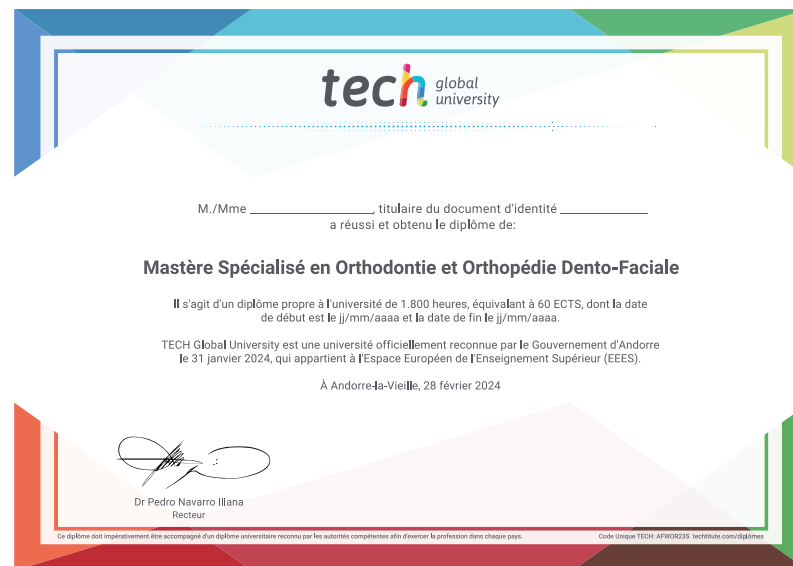 tech global university
M./Mme ________________, titulaire du document d'identité ____________
a réussi et obtenu le diplôme de:
Mastère Spécialisé en Orthodontie et Orthopédie Dento-Faciale
Il s'agit d'un diplôme propre à l'université de 1.800 heures, équivalant à 60 ECTS, dont la date
de début est le jj/mm/aaaa et la date de fin le jj/mm/aaaa.
TECH Global University est une université officiellement reconnue par le Gouvernement d'Andorre
le 31 janvier 2024, qui appartient à l'Espace Européen de l'Enseignement Supérieur (EEES).
À Andorre-la-Vieille, 28 février 2024
Dr Pedro Navarro Illana
Recteur
Ce diplôme doit impérativement être accompagné d'un diplôme universitaire reconnu par les autorités compétentes afin d'exercer la profession dans chaque pays.
Code Unique TECH: AFWORZ3S techtitute.com/diplômes